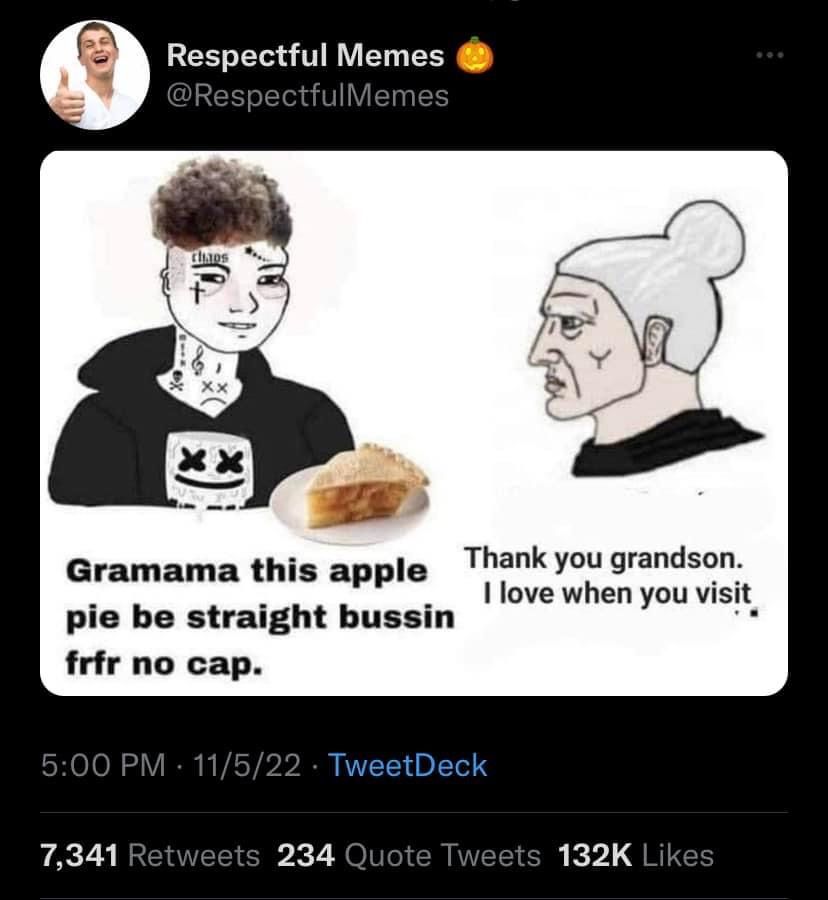 Respectful Memes 🎃
@RespectfulMemes
chaos
xx
Gramama this apple
pie be straight bussin
frfr no cap.
Thank you grandson.
I love when you visit.
5:00 PM · 11/5/22 · TweetDeck
7,341 Retweets 234 Quote Tweets 132K Likes